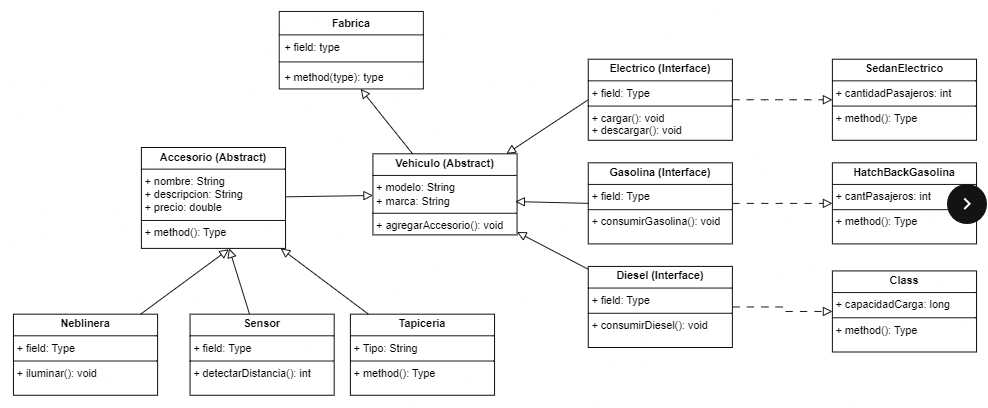 Fabrica
+ field: type
+ method(type): type
Electrico (Interface)
+ field: Type
+ cargar(): void
+ descargar(): void
SedanElectrico
+ cantidadPasajeros: int
+ method(): Type
Accesorio (Abstract)
+ nombre: String
+ descripcion: String
+ precio: double
+ method(): Type
Vehiculo (Abstract)
+ modelo: String
+ marca: String
+ agregarAccesorio(): void
Gasolina (Interface)
+ field: Type
+ consumirGasolina(): void
HatchBackGasolina
+ cantPasajeros: int
+ method(): Type
Diesel (Interface)
+ field: Type
+ consumirDiesel(): void
Class
+ capacidadCarga: long
+ method(): Type
Neblinera
+ field: Type
+ iluminar(): void
Sensor
+ field: Type
+ detectarDistancia(): int
Tapiceria
+ Tipo: String
+ method(): Type